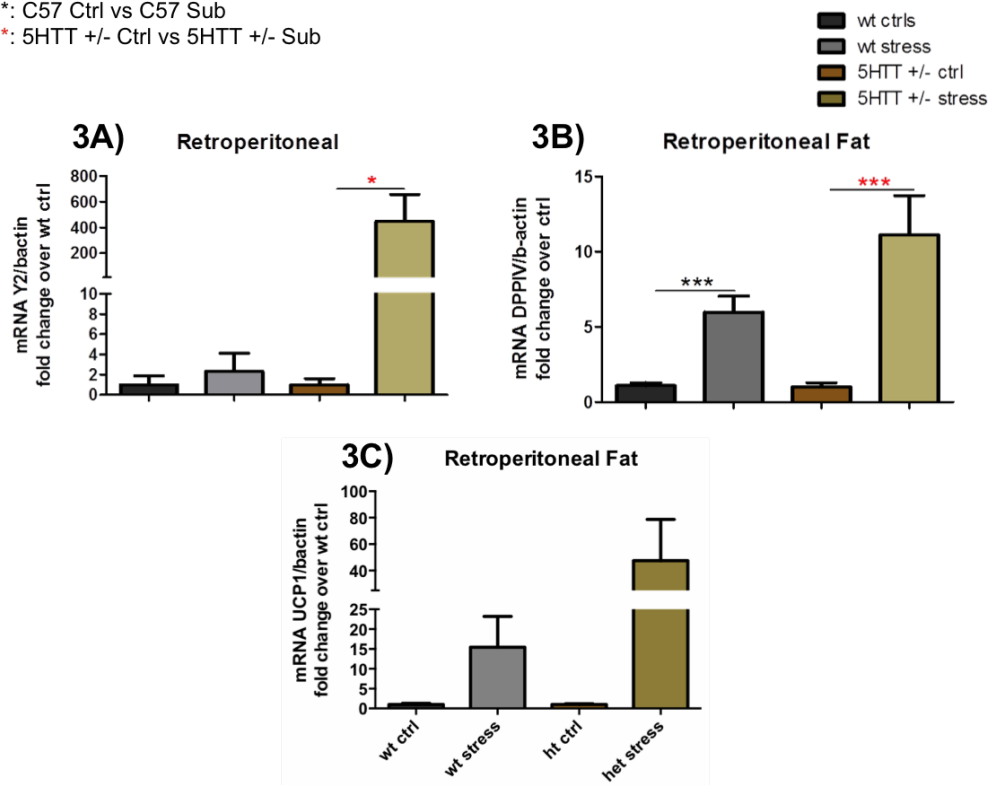 *: C57 Ctrl vs C57 Sub
*: 5HTT +/- Ctrl vs 5HTT +/- Sub
wt ctrls
wt stress
5HTT +/- ctrl
5HTT +/- stress
3A)
Retroperitoneal
mRNA Y2/bactin
fold change over wt ctrl
800
600
400
200
10
8
6
4
2
0
*
3B)
Retroperitoneal Fat
mRNA DPPIV/b-actin
fold change over ctrl
15
10
5
0
***
***
3C)
Retroperitoneal Fat
mRNA UCP1/bactin
fold change over wt ctrl
100
80
60
40
25
20
15
10
5
0
wt ctrl
wt stress
ht ctrl
het stress